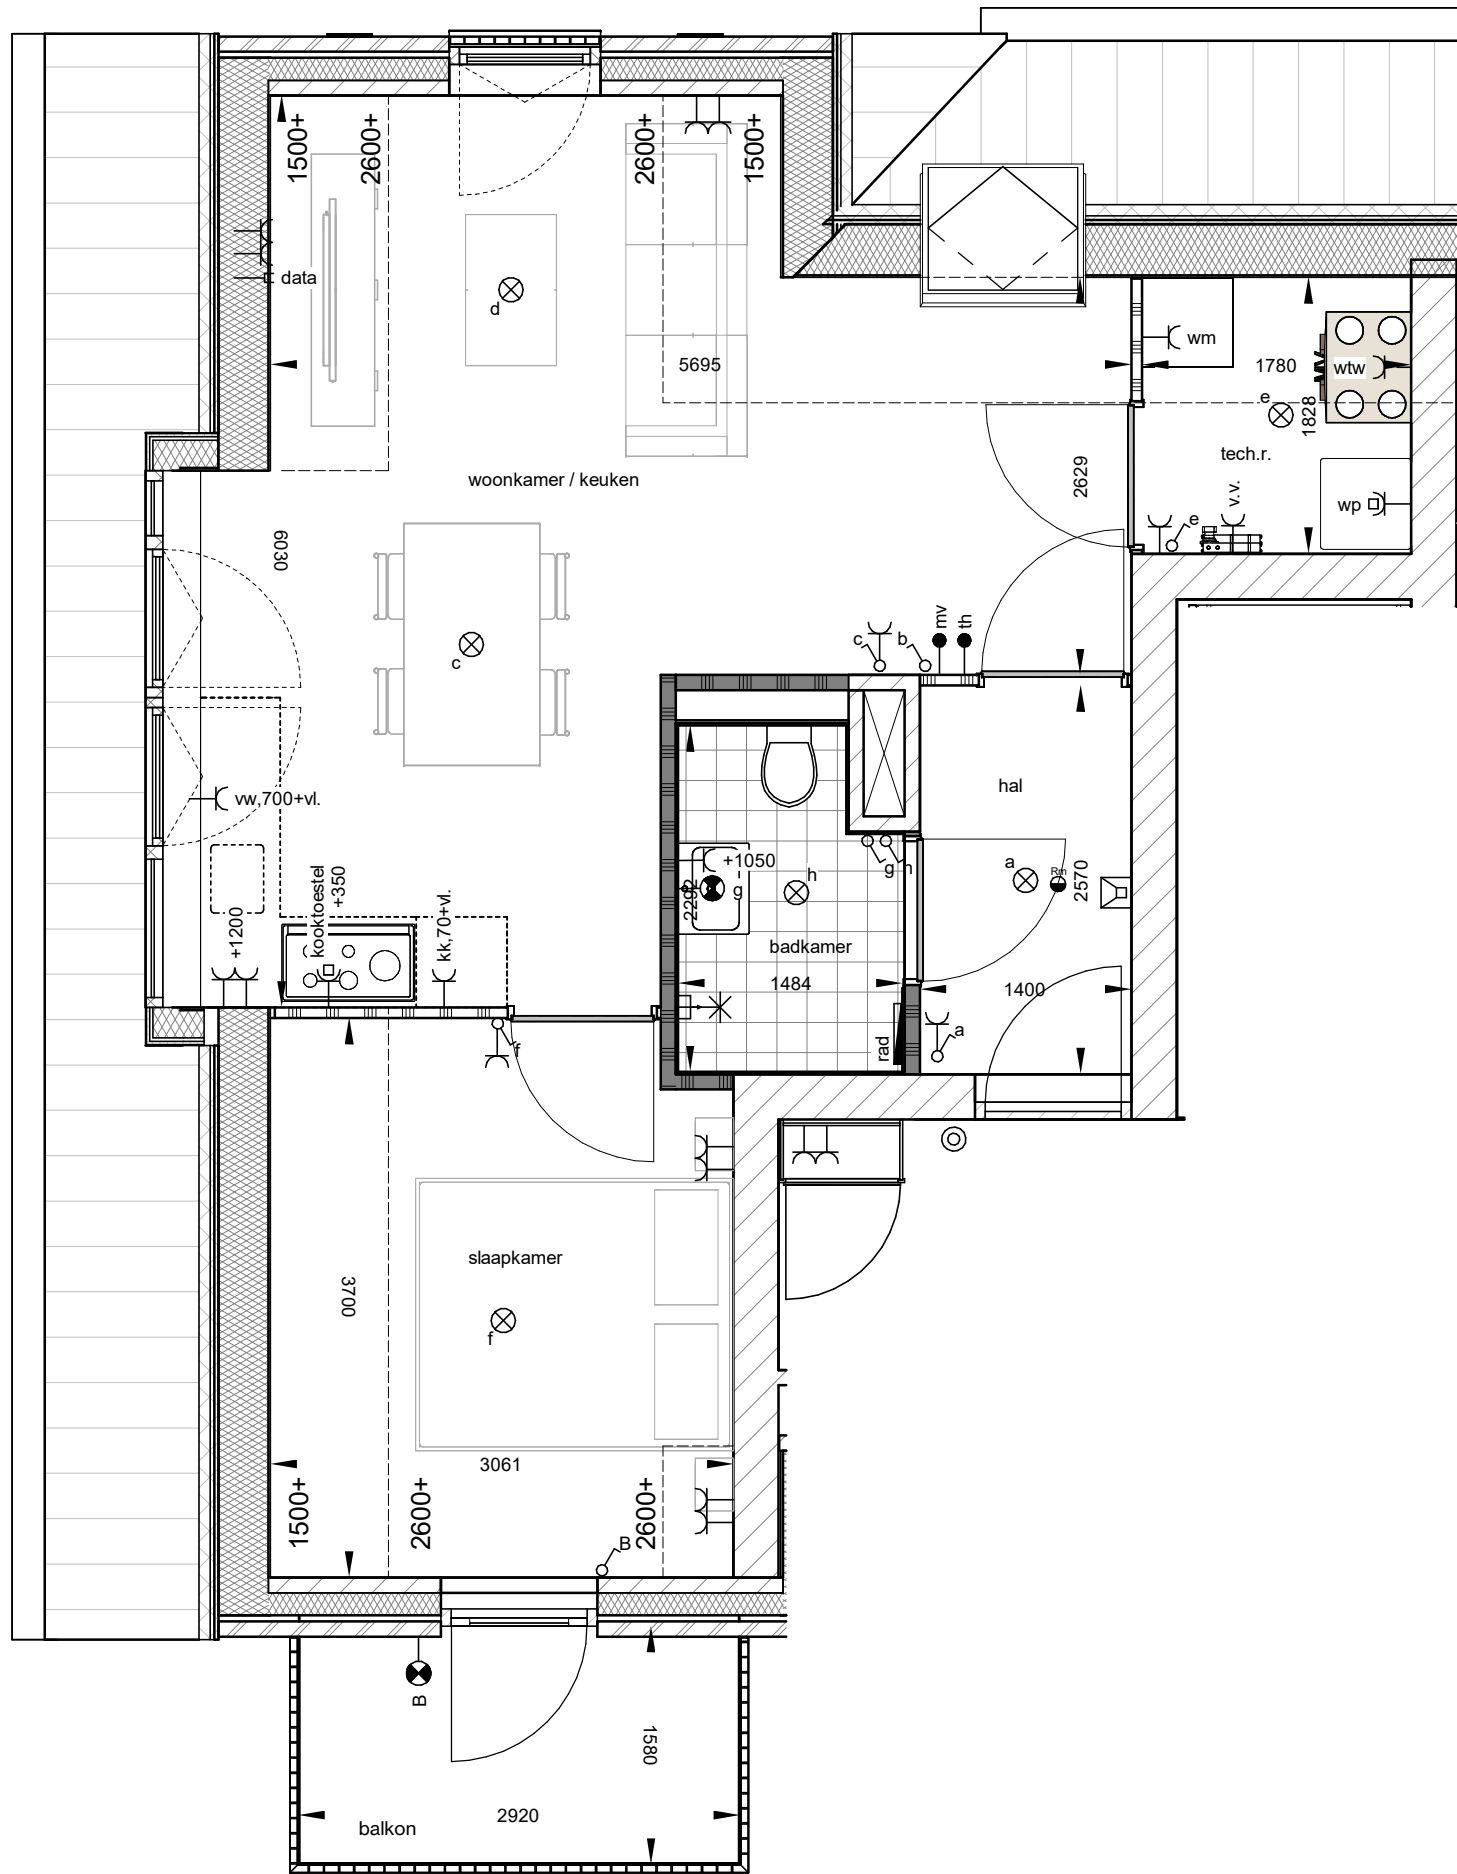 1500+
2600+
2600+
1500+
data
d
5695
wm
1780
wtw
e
1828
tech.r.
2629
v.v.
wp
e
woonkamer / keuken
6030
c
c
b
mv
th
hal
vw,700+vl.
+1050
g
h
g
h
a
Rm
2570
2292
badkamer
1484
1400
+1200
kooktoestel
+350
kk,70+vl.
rad
a
f
slaapkamer
3700
f
3061
1500+
2600+
2600+
B
B
1580
2920
balkon